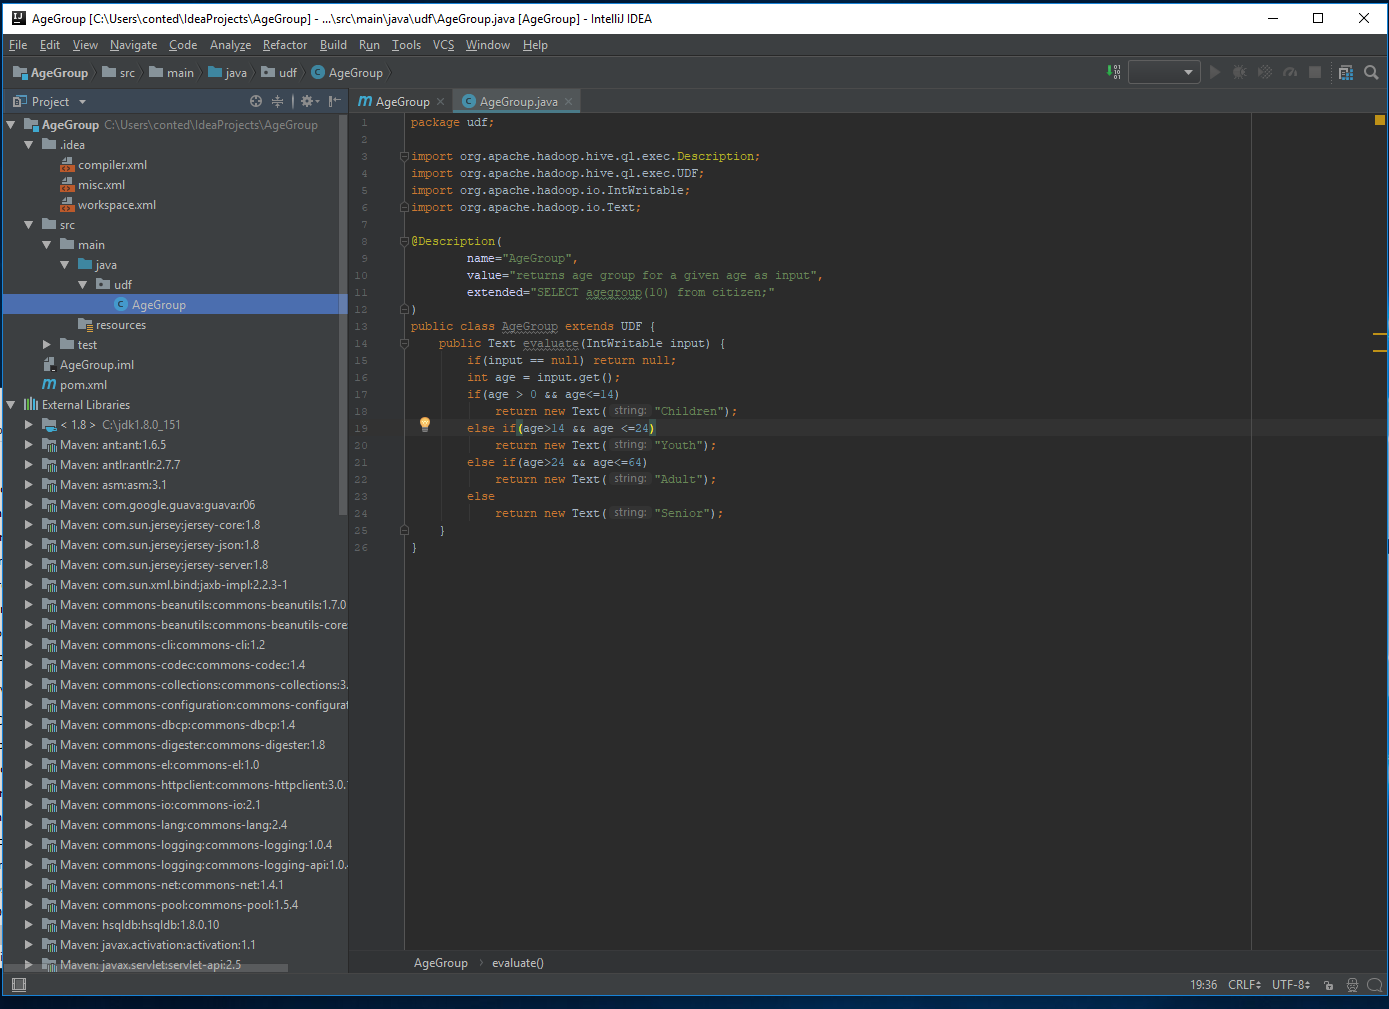 AgeGroup [C:\Users\conted\IdeaProjects\AgeGroup] - ...\src\main\java\udf\AgeGroup.java [AgeGroup] - IntelliJ IDEA
File Edit View Navigate Code Analyze Refactor Build Run Tools VCS Window Help
AgeGroup src main java udf AgeGroup
Project
AgeGroup C:\Users\conted\IdeaProjects\AgeGroup
.idea
compiler.xml
misc.xml
workspace.xml
src
main
java
udf
AgeGroup
resources
test
AgeGroup.iml
pom.xml
External Libraries
< 1.8 > C:\jdk1.8.0_151
Maven: ant:ant:1.6.5
Maven: antlr:antlr:2.7.7
Maven: asm:asm:3.1
Maven: com.google.guava:guava:r06
Maven: com.sun.jersey:jersey-core:1.8
Maven: com.sun.jersey:jersey-json:1.8
Maven: com.sun.jersey:jersey-server:1.8
Maven: com.sun.xml.bind:jaxb-impl:2.2.3-1
Maven: commons-beanutils:commons-beanutils:1.7.0
Maven: commons-beanutils:commons-beanutils-core
Maven: commons-cli:commons-cli:1.2
Maven: commons-codec:commons-codec:1.4
Maven: commons-collections:commons-collections:3.
Maven: commons-configuration:commons-configurat
Maven: commons-dbcp:commons-dbcp:1.4
Maven: commons-digester:commons-digester:1.8
Maven: commons-el:commons-el:1.0
Maven: commons-httpclient:commons-httpclient:3.0.
Maven: commons-io:commons-io:2.1
Maven: commons-lang:commons-lang:2.4
Maven: commons-logging:commons-logging:1.0.4
Maven: commons-logging:commons-logging-api:1.0.
Maven: commons-net:commons-net:1.4.1
Maven: commons-pool:commons-pool:1.5.4
Maven: hsqldb:hsqldb:1.8.0.10
Maven: javax.activation:activation:1.1
Maven: javax.servlet:servlet-api:2.5
m AgeGroup C AgeGroup.java
1 package udf;
2
3 import org.apache.hadoop.hive.ql.exec.Description;
4 import org.apache.hadoop.hive.ql.exec.UDF;
5 import org.apache.hadoop.io.IntWritable;
6 import org.apache.hadoop.io.Text;
7
8 @Description(
9 name="AgeGroup",
10 value="returns age group for a given age as input",
11 extended="SELECT agegroup(10) from citizen;"
12 )
13 public class AgeGroup extends UDF {
14 public Text evaluate(IntWritable input) {
15 if(input == null) return null;
16 int age = input.get();
17 if(age > 0 && age<=14)
18 return new Text( string: "Children");
19 else if(age>14 && age <=24)
20 return new Text( string: "Youth");
21 else if(age>24 && age<=64)
22 return new Text( string: "Adult");
23 else
24 return new Text( string: "Senior");
25 }
26 }
AgeGroup evaluate()
19:36 CRLF UTF-8